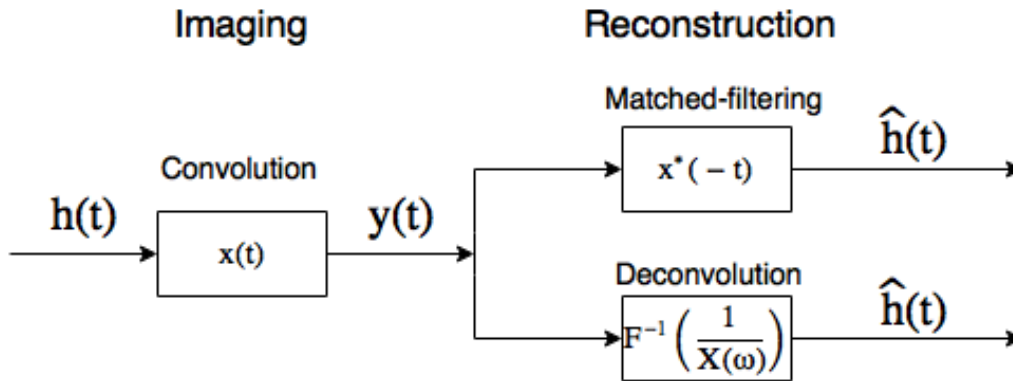 Imaging
Reconstruction
Matched-filtering
x*(-t)
ĥ(t)
Convolution
h(t)
x(t)
y(t)
Deconvolution
F⁻¹(1/X(ω))
ĥ(t)